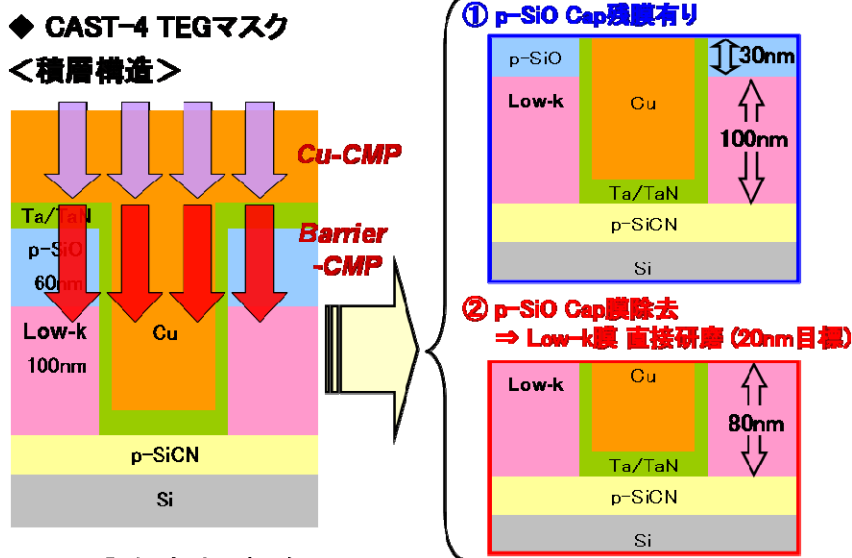 ◆ CAST-4 TEGマスク
＜積層構造＞
Cu-CMP
Ta/TaN
Barrier
-CMP
p-SiO
60nm
Low-k
Cu
100nm
p-SiCN
Si
① p-SiO Cap残膜有り
p-SiO
30nm
Low-k
Cu
100nm
Ta/TaN
p-SiCN
Si
② p-SiO Cap膜除去
⇒ Low-k膜 直接研磨 (20nm目標)
Low-k
Cu
80nm
Ta/TaN
p-SiCN
Si